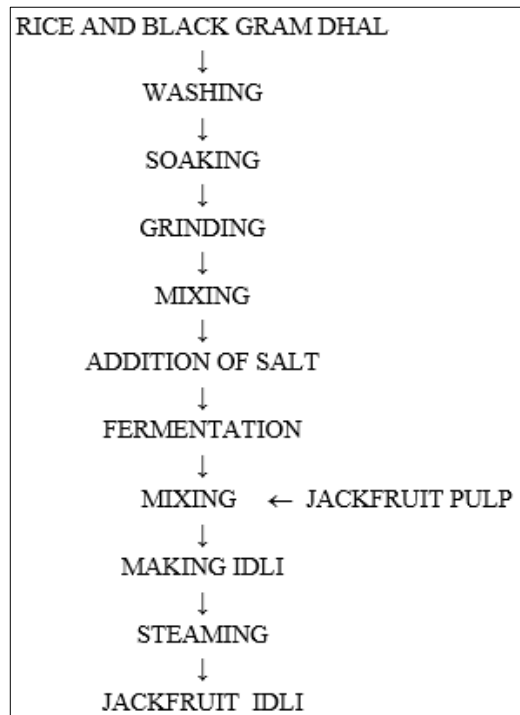 RICE AND BLACK GRAM DHAL
↓
WASHING
↓
SOAKING
↓
GRINDING
↓
MIXING
↓
ADDITION OF SALT
↓
FERMENTATION
↓
MIXING ← JACKFRUIT PULP
↓
MAKING IDLI
↓
STEAMING
↓
JACKFRUIT IDLI